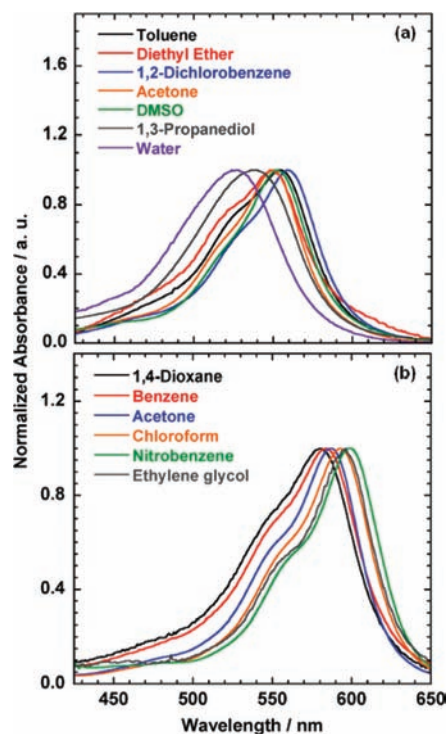 1.6
(a)
Toluene
Diethyl Ether
1,2-Dichlorobenzene
Acetone
DMSO
1,3-Propanediol
Water
1.2
0.8
0.4
0.0
Normalized Absorbance / a. u.
(b)
1,4-Dioxane
Benzene
Acetone
Chloroform
Nitrobenzene
Ethylene glycol
1.2
0.8
0.4
0.0
450 500 550 600 650
Wavelength / nm